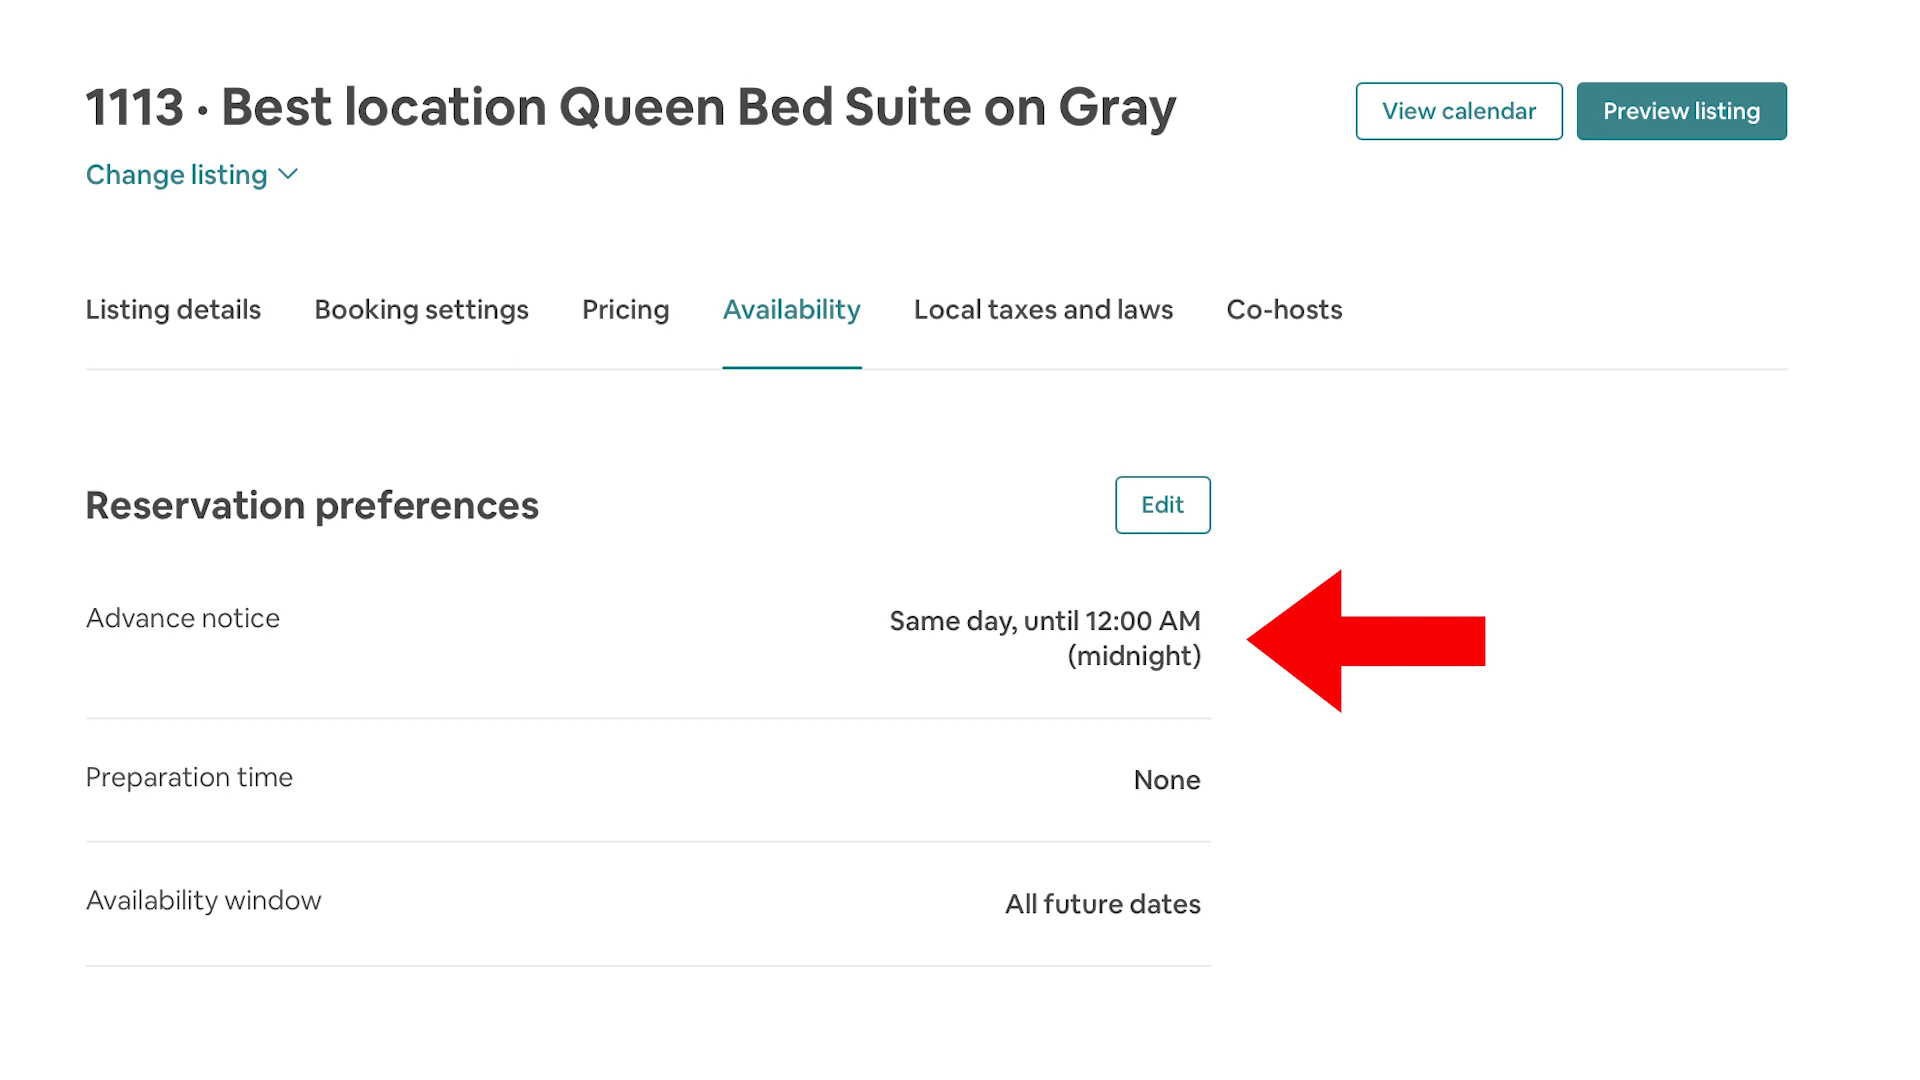 1113 · Best location Queen Bed Suite on Gray
View calendar
Preview listing
Change listing
Listing details
Booking settings
Pricing
Availability
Local taxes and laws
Co-hosts
Reservation preferences
Edit
Advance notice
Same day, until 12:00 AM
(midnight)
Preparation time
None
Availability window
All future dates